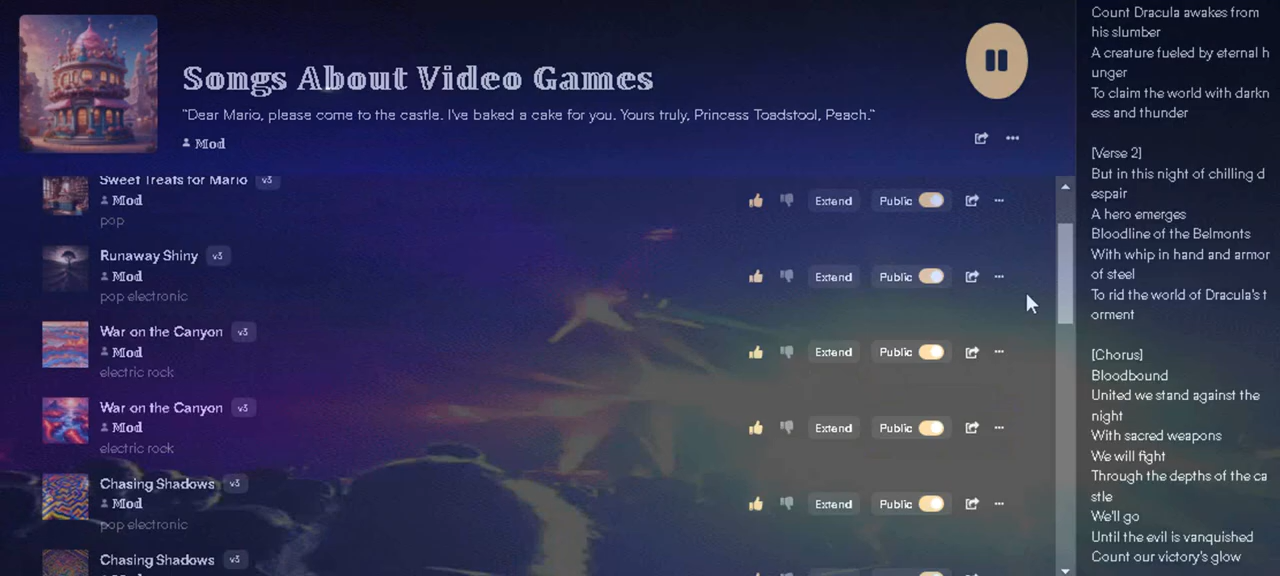 Songs About Video Games
"Dear Mario, please come to the castle. I've baked a cake for you. Yours truly, Princess Toadstool, Peach."
Mod
Sweet Treats for Mario v3
Mod
pop
Extend Public
Runaway Shiny v3
Mod
pop electronic
Extend Public
War on the Canyon v3
Mod
electric rock
Extend Public
War on the Canyon v3
Mod
electric rock
Extend Public
Chasing Shadows v3
Mod
pop electronic
Extend Public
Chasing Shadows v3
Count Dracula awakes from
his slumber
A creature fueled by eternal h
unger
To claim the world with darkn
ess and thunder
[Verse 2]
But in this night of chilling d
espair
A hero emerges
Bloodline of the Belmonts
With whip in hand and armor
of steel
To rid the world of Dracula's t
orment
[Chorus]
Bloodbound
United we stand against the
night
With sacred weapons
We will fight
Through the depths of the ca
stle
We'll go
Until the evil is vanquished
Count our victory's glow